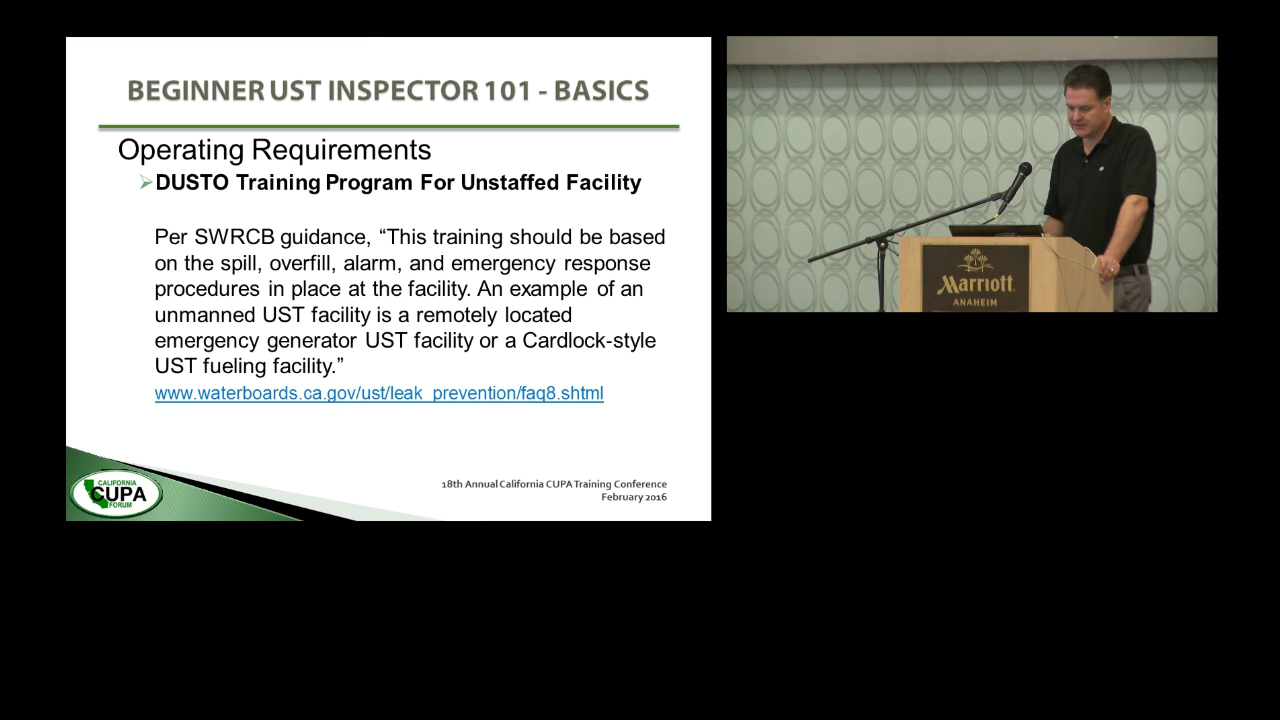 BEGINNER UST INSPECTOR 101 - BASICS
Operating Requirements
DUSTO Training Program For Unstaffed Facility
Per SWRCB guidance, “This training should be based
on the spill, overfill, alarm, and emergency response
procedures in place at the facility. An example of an
unmanned UST facility is a remotely located
emergency generator UST facility or a Cardlock-style
UST fueling facility.”
www.waterboards.ca.gov/ust/leak_prevention/faq8.shtml
CALIFORNIA
CUPA
FORUM
18th Annual California CUPA Training Conference
February 2016
Marriott
ANAHEIM